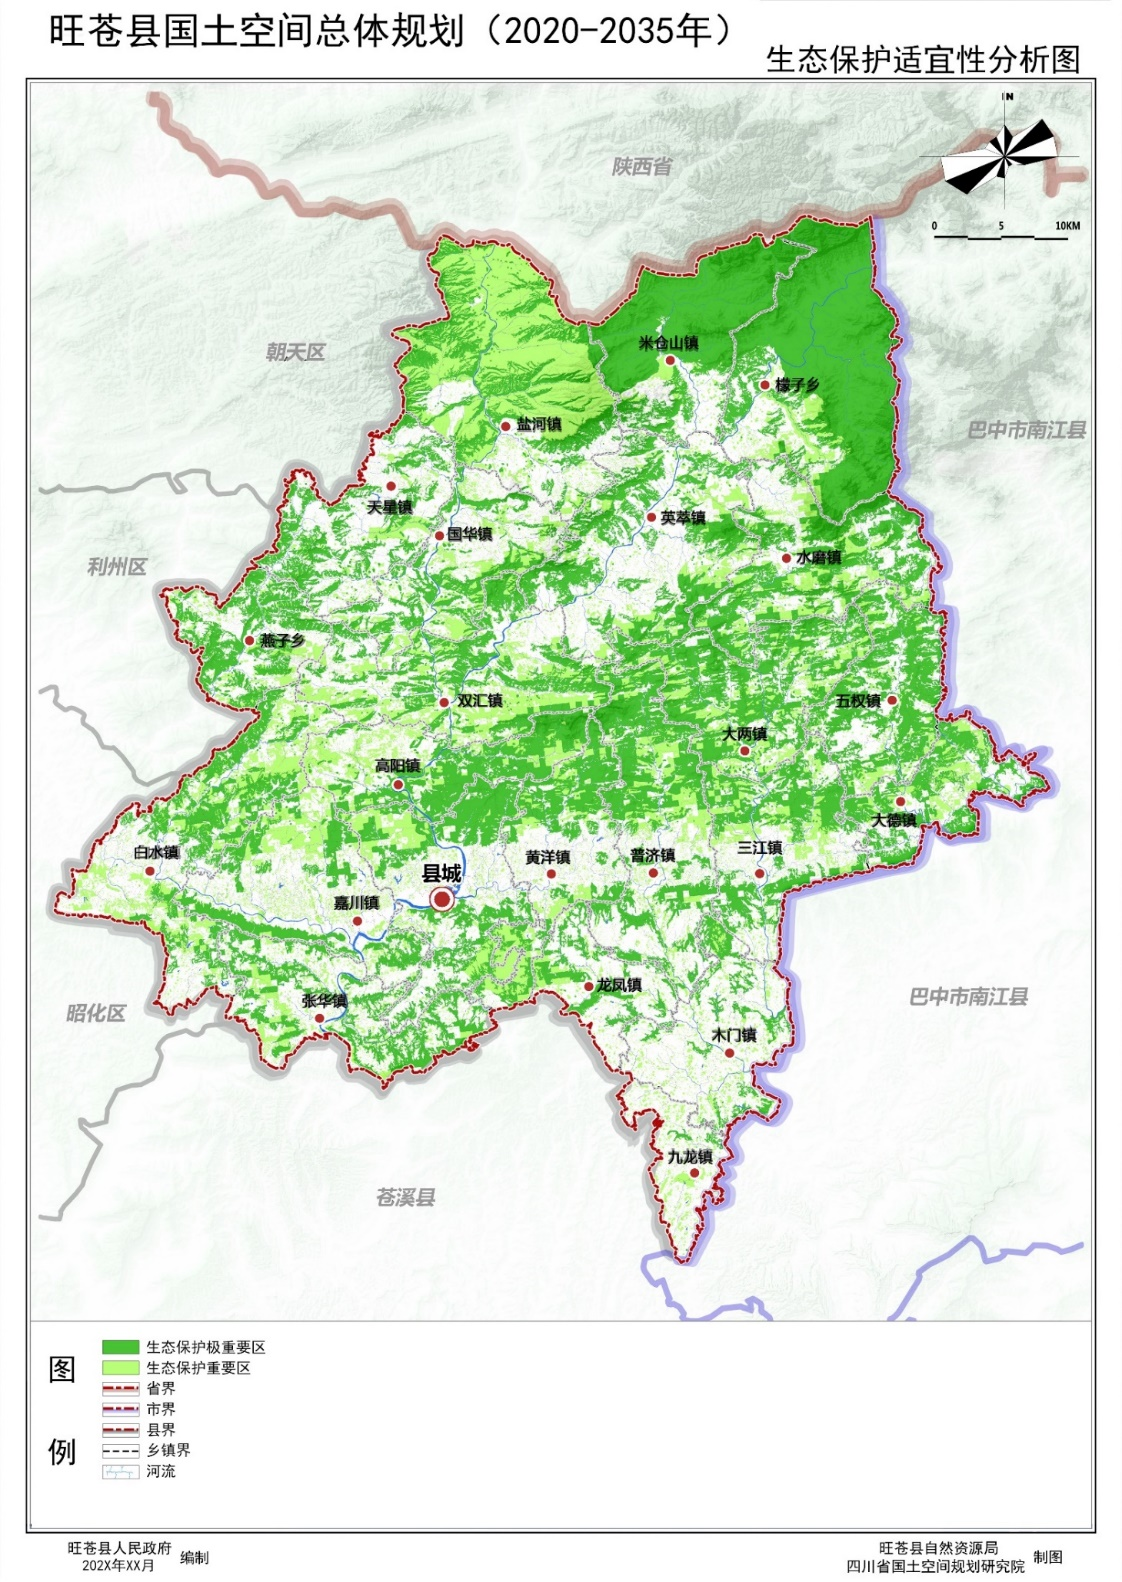 旺苍县国土空间总体规划（2020-2035年）
生态保护适宜性分析图
N
0 5 10KM
陕西省
朝天区
米仓山镇
檬子乡
盐河镇
巴中市南江县
天星镇
英萃镇
国华镇
水磨镇
利州区
燕子乡
双汇镇
五权镇
大两镇
高阳镇
大德镇
白水镇
黄洋镇
普济镇
三江镇
县城
嘉川镇
龙凤镇
张华镇
昭化区
巴中市南江县
木门镇
九龙镇
苍溪县
图例
生态保护极重要区
生态保护重要区
省界
市界
县界
乡镇界
河流
旺苍县人民政府
202X年XX月
编制
旺苍县自然资源局
四川省国土空间规划研究院
制图